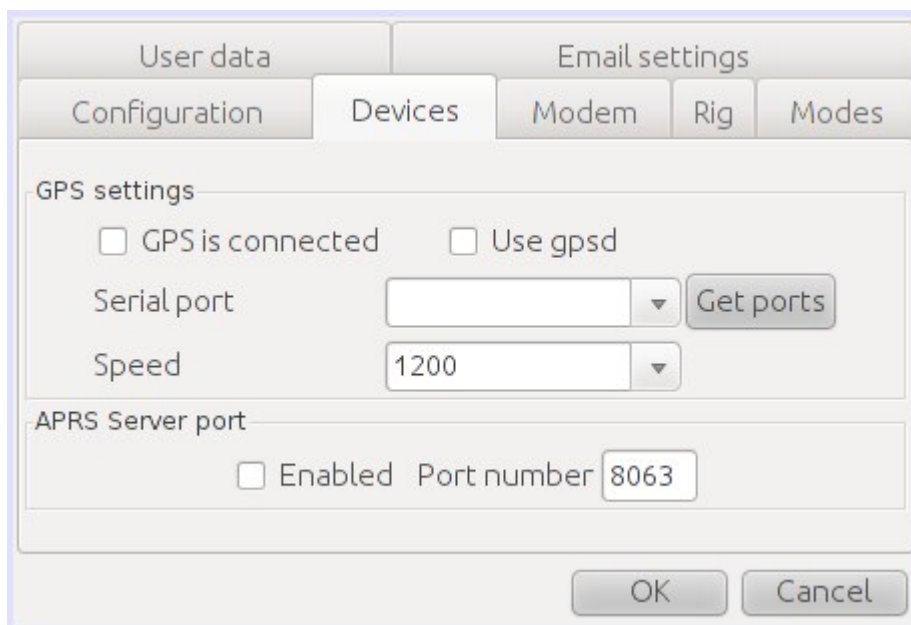 User data Email settings
Configuration Devices Modem Rig Modes
GPS settings
GPS is connected Use gpsd
Serial port Get ports
Speed 1200
APRS Server port
Enabled Port number 8063
OK Cancel